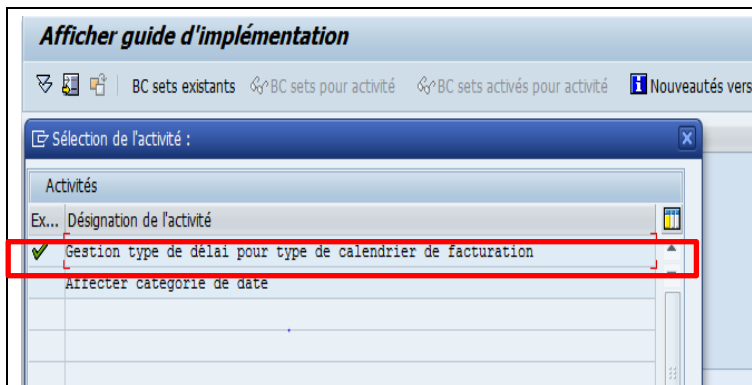 Afficher guide d'implémentation
BC sets existants BC sets pour activité BC sets activés pour activité Nouveautés vers
Sélection de l'activité :
Activités
Ex... Désignation de l'activité
Gestion type de délai pour type de calendrier de facturation
Affecter catégorie de date